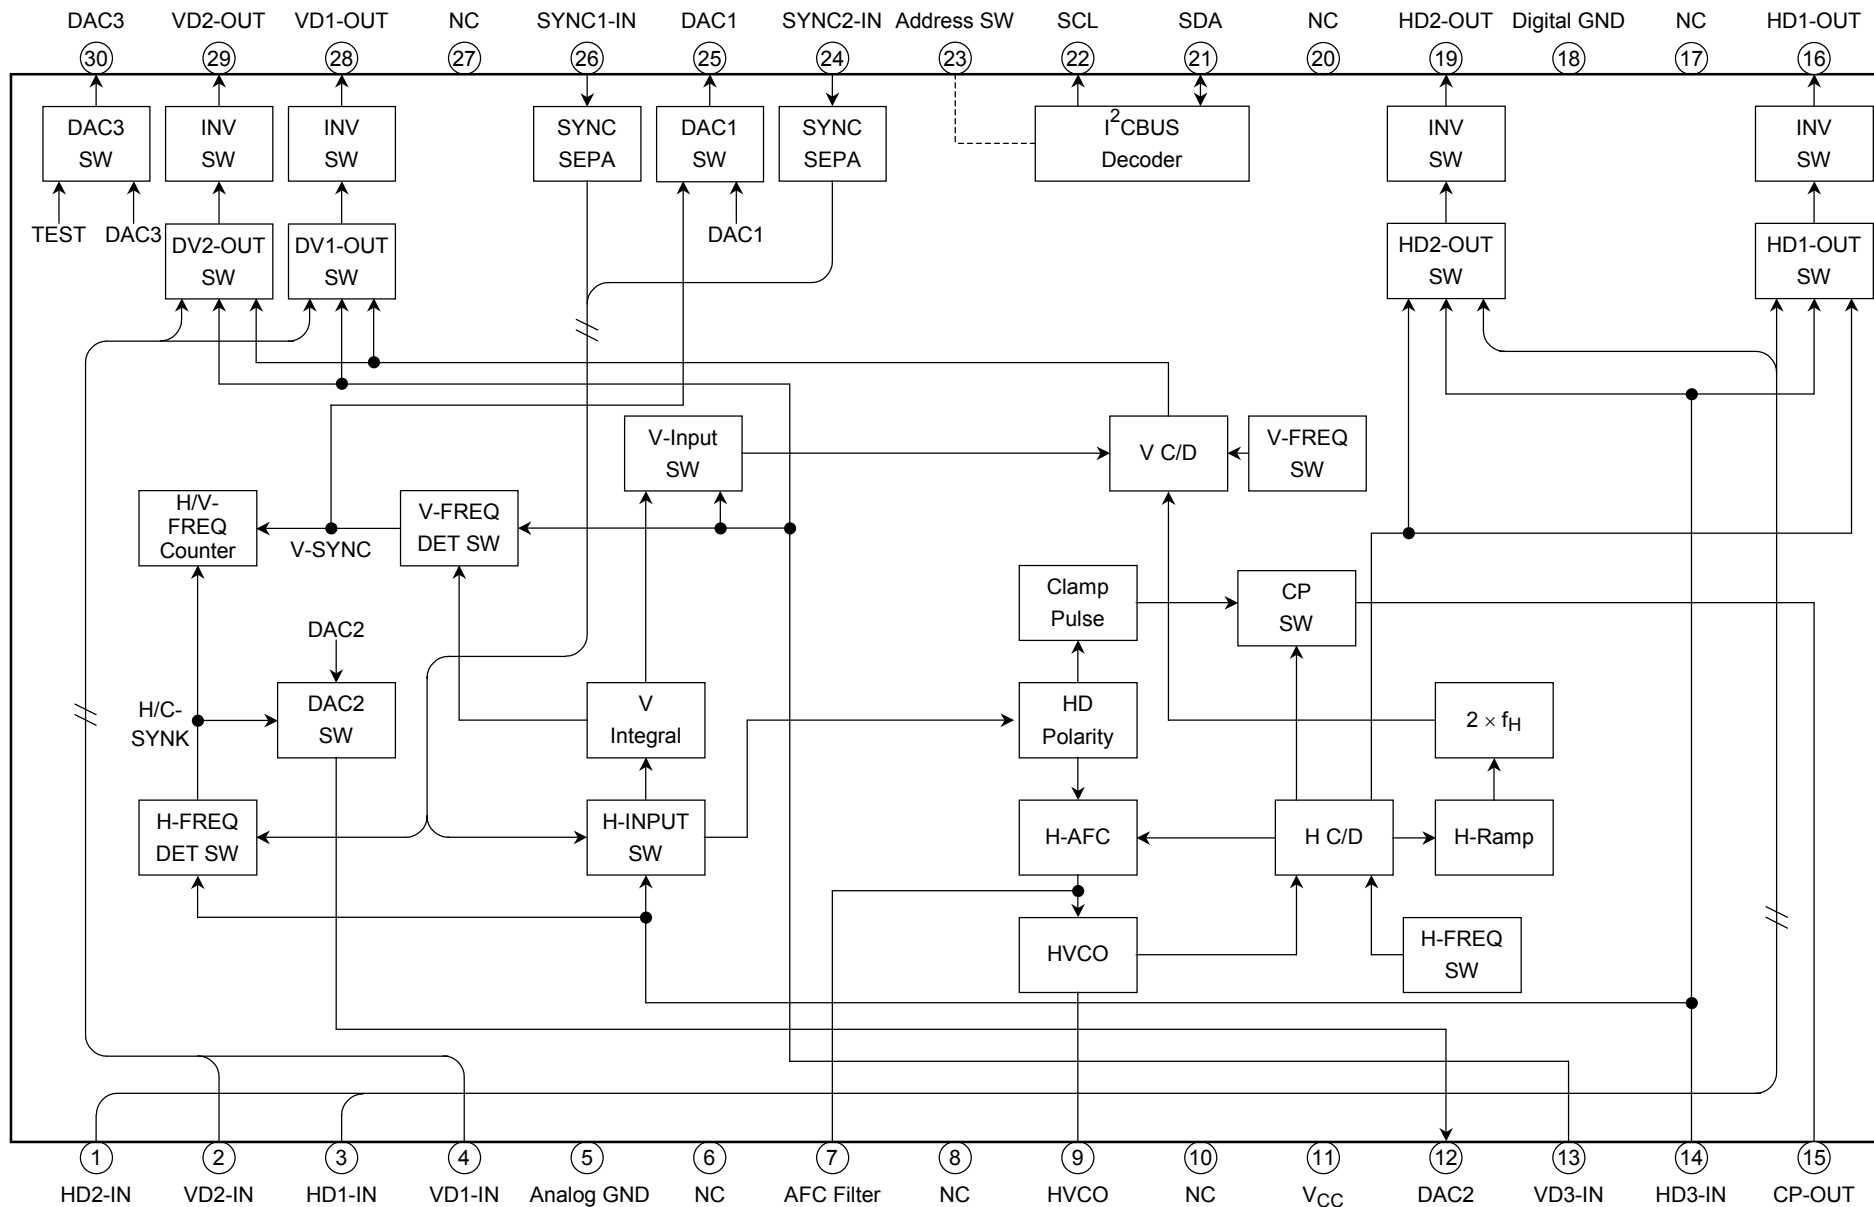 DAC3 VD2-OUT VD1-OUT NC SYNC1-IN DAC1 SYNC2-IN Address SW SCL SDA NC HD2-OUT Digital GND NC HD1-OUT
30 29 28 27 26 25 24 23 22 21 20 19 18 17 16
DAC3
SW
INV
SW
INV
SW
SYNC
SEPA
DAC1
SW
SYNC
SEPA
I²CBUS
Decoder
INV
SW
INV
SW
TEST
DAC3
DV2-OUT
SW
DV1-OUT
SW
DAC1
HD2-OUT
SW
HD1-OUT
SW
V-Input
SW
V C/D
V-FREQ
SW
H/V-
FREQ
Counter
V-SYNC
V-FREQ
DET SW
Clamp
Pulse
CP
SW
DAC2
H/C-
SYNK
DAC2
SW
V
Integral
HD
Polarity
2 × fH
H-FREQ
DET SW
H-INPUT
SW
H-AFC
H C/D
H-Ramp
HVCO
H-FREQ
SW
1 2 3 4 5 6 7 8 9 10 11 12 13 14 15
HD2-IN VD2-IN HD1-IN VD1-IN Analog GND NC AFC Filter NC HVCO NC VCC DAC2 VD3-IN HD3-IN CP-OUT